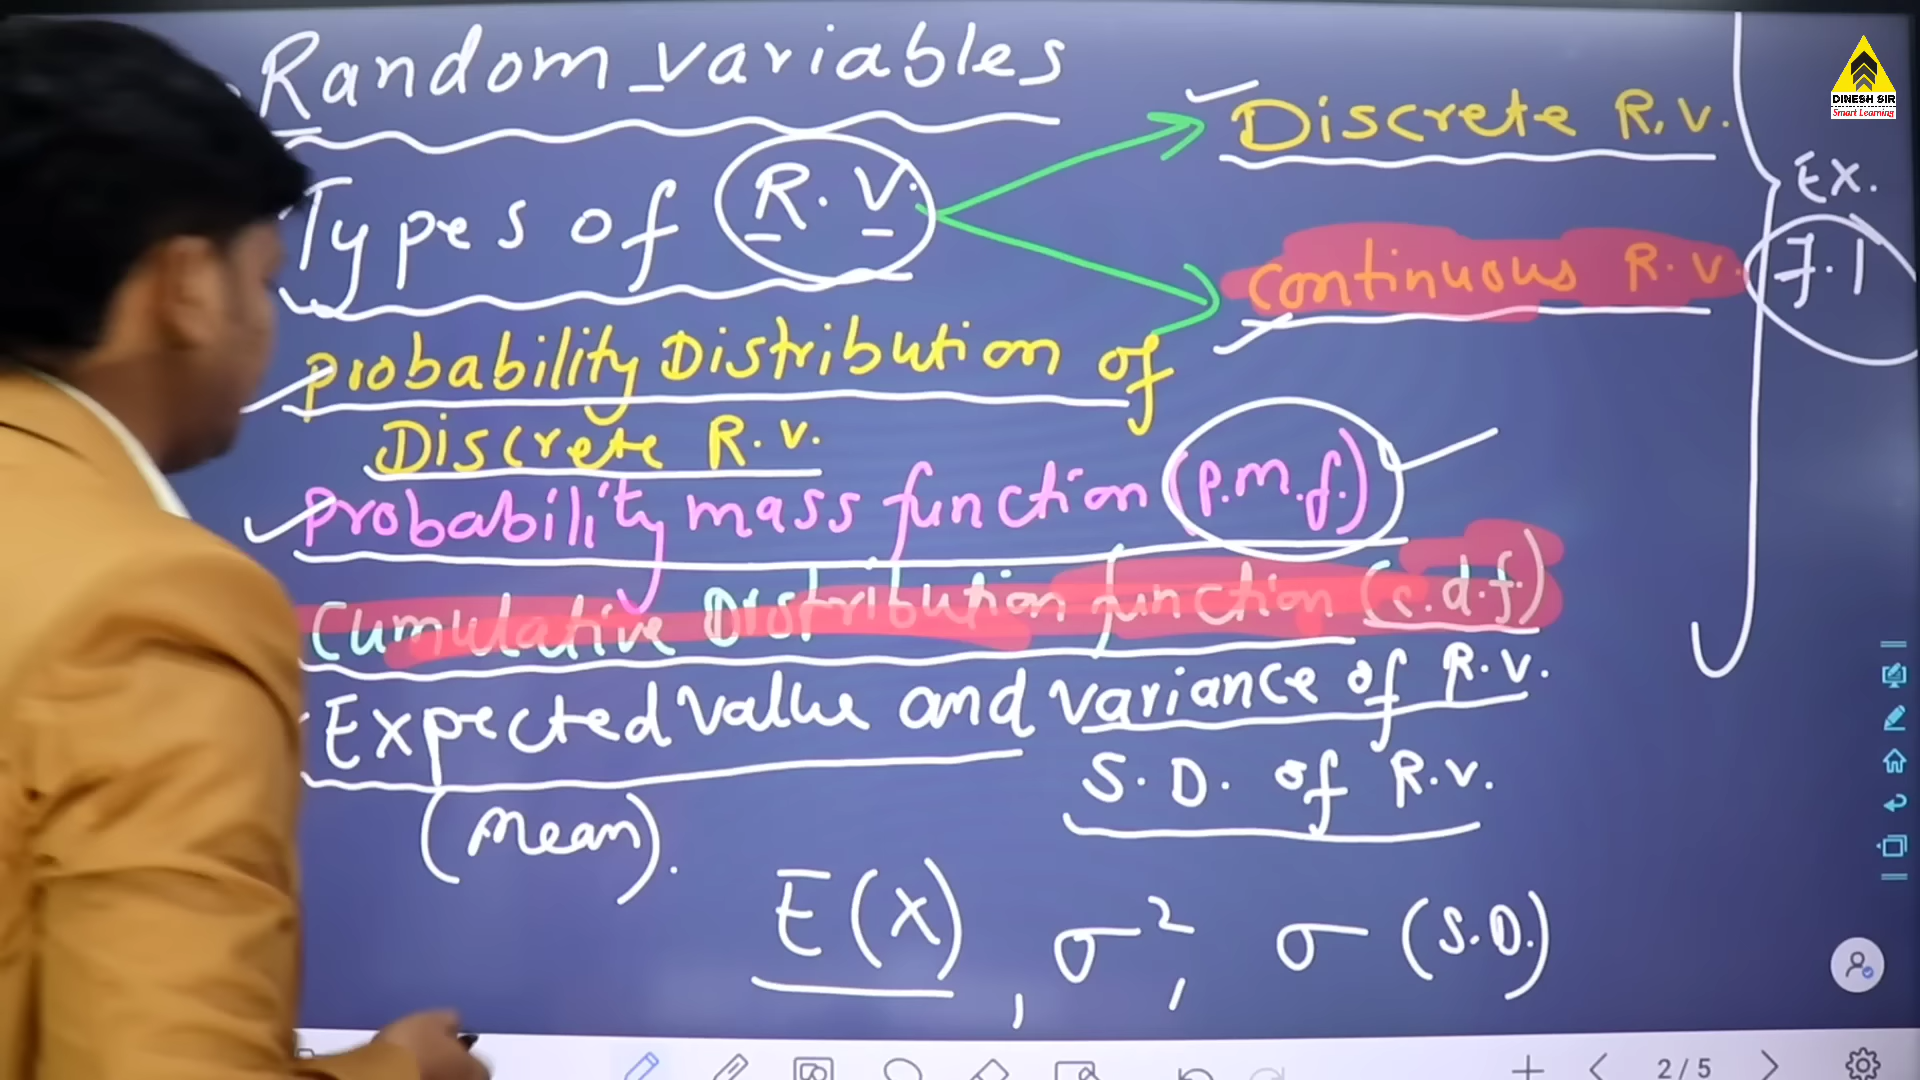 Random variables
Types of R.V.
Discrete R.V.
Continuous R.V.
Probability Distribution of
Discrete R.V.
Probability mass function (p.m.f.)
Cumulative Distribution function (c.d.f.)
Expected value and variance of R.V.
(Mean).
S.D. of R.V.
E(X), σ², σ (S.D.)
EX.
7.1
DINESH SIR
Smart Learning
2/5